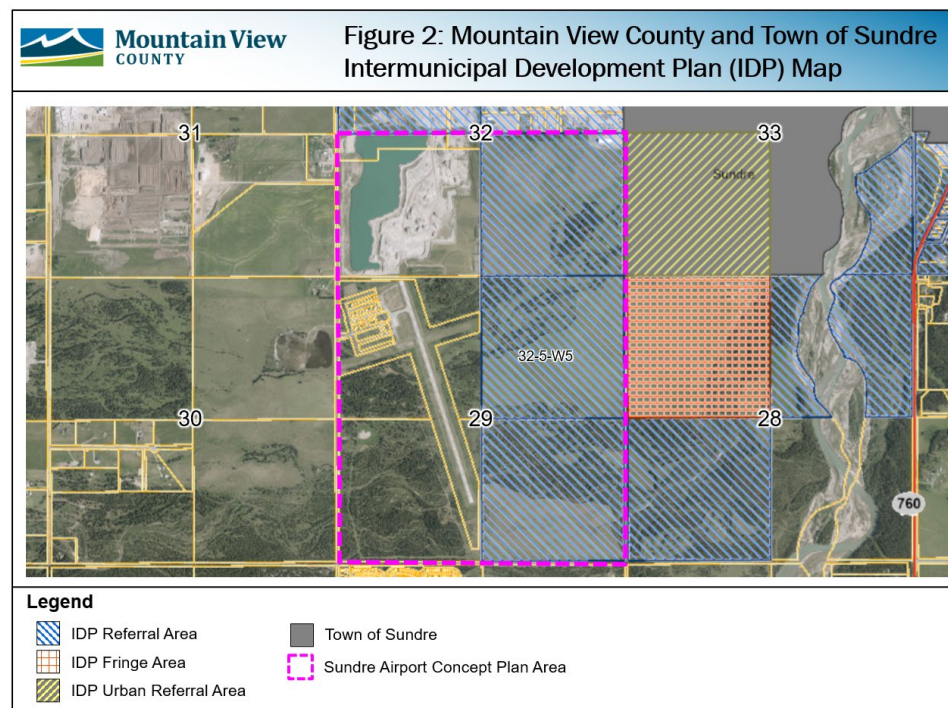 Mountain View
COUNTY
Figure 2: Mountain View County and Town of Sundre
Intermunicipal Development Plan (IDP) Map
31
32
33
Sundre
32-5-W5
30
29
28
760
Legend
IDP Referral Area
IDP Fringe Area
IDP Urban Referral Area
Town of Sundre
Sundre Airport Concept Plan Area